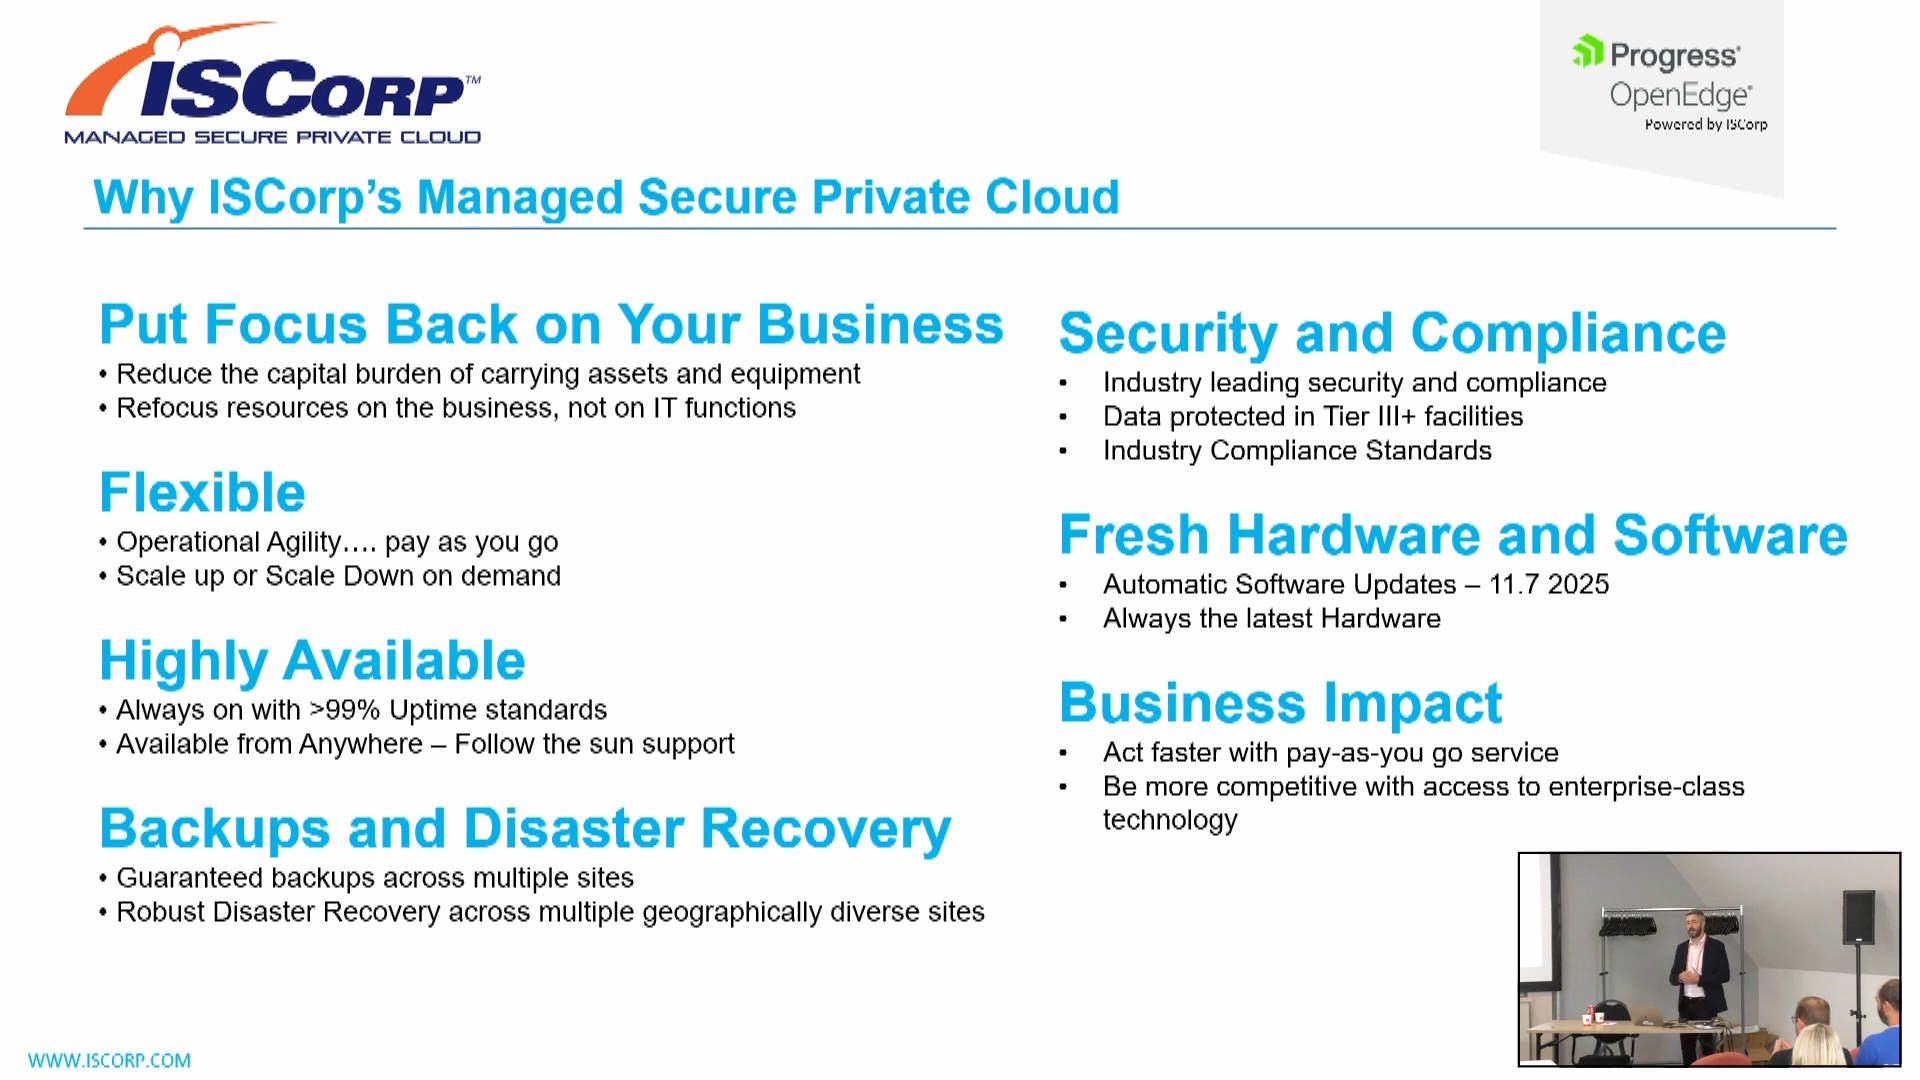 ISCORP™
MANAGED SECURE PRIVATE CLOUD
Progress®
OpenEdge®
Powered by ISCorp
Why ISCorp’s Managed Secure Private Cloud
Put Focus Back on Your Business
• Reduce the capital burden of carrying assets and equipment
• Refocus resources on the business, not on IT functions
Flexible
• Operational Agility…. pay as you go
• Scale up or Scale Down on demand
Highly Available
• Always on with >99% Uptime standards
• Available from Anywhere – Follow the sun support
Backups and Disaster Recovery
• Guaranteed backups across multiple sites
• Robust Disaster Recovery across multiple geographically diverse sites
Security and Compliance
• Industry leading security and compliance
• Data protected in Tier III+ facilities
• Industry Compliance Standards
Fresh Hardware and Software
• Automatic Software Updates – 11.7 2025
• Always the latest Hardware
Business Impact
• Act faster with pay-as-you go service
• Be more competitive with access to enterprise-class
technology
WWW.ISCORP.COM